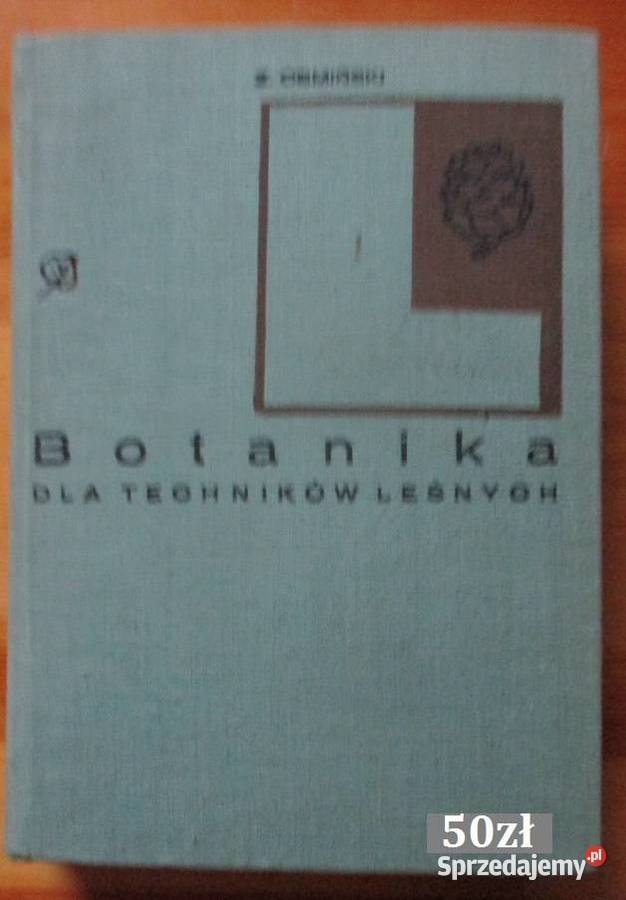 Botanika
DLA TECHNIKÓW LEŚNYCH
50zł
Sprzedajemy.pl